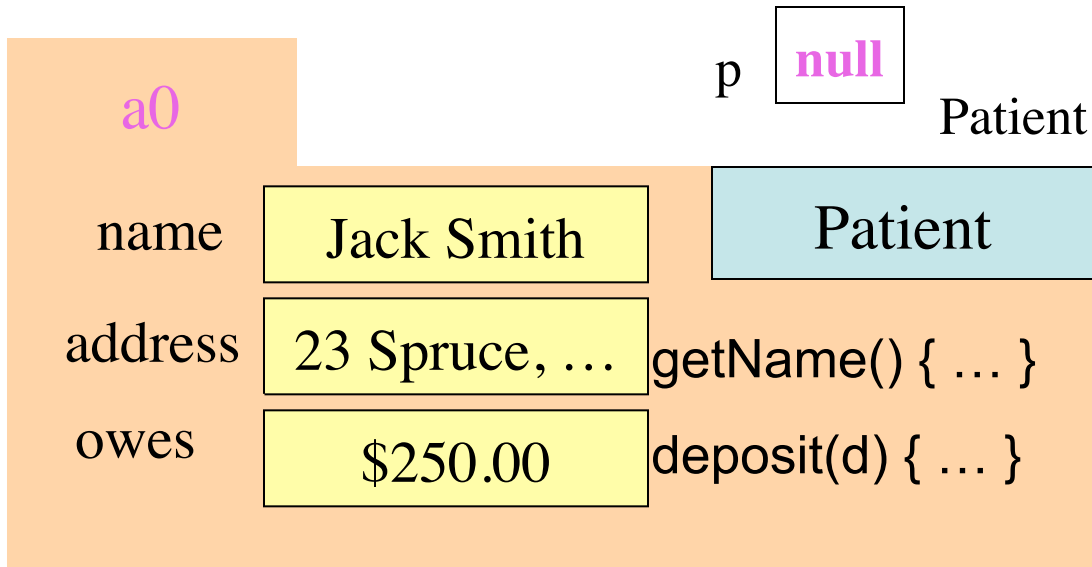 p null
Patient
a0
Patient
name Jack Smith
address 23 Spruce, …
getName() { … }
owes $250.00
deposit(d) { … }